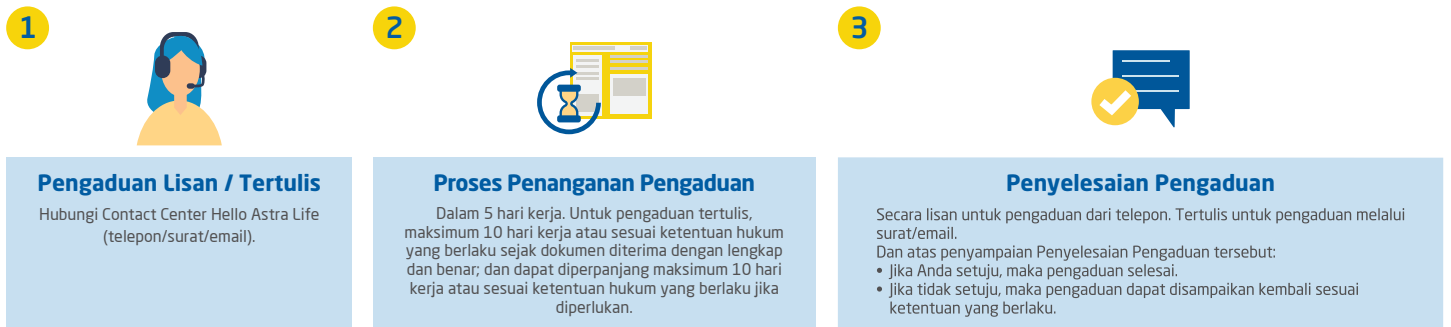 1
Pengaduan Lisan / Tertulis
Hubungi Contact Center Hello Astra Life
(telepon/surat/email).
2
Proses Penanganan Pengaduan
Dalam 5 hari kerja. Untuk pengaduan tertulis,
maksimum 10 hari kerja atau sesuai ketentuan hukum
yang berlaku sejak dokumen diterima dengan lengkap
dan benar; dan dapat diperpanjang maksimum 10 hari
kerja atau sesuai ketentuan hukum yang berlaku jika
diperlukan.
3
Penyelesaian Pengaduan
Secara lisan untuk pengaduan dari telepon. Tertulis untuk pengaduan melalui
surat/email.
Dan atas penyampaian Penyelesaian Pengaduan tersebut:
• Jika Anda setuju, maka pengaduan selesai.
• Jika tidak setuju, maka pengaduan dapat disampaikan kembali sesuai
ketentuan yang berlaku.